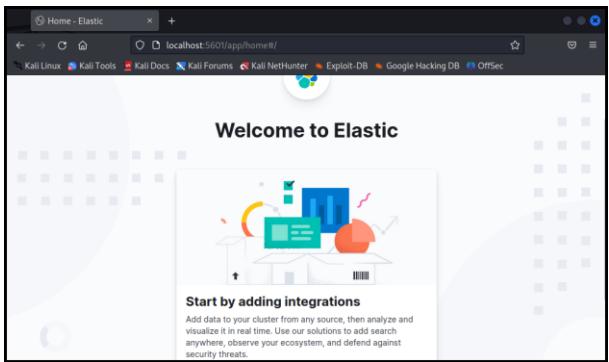 Home - Elastic
localhost:5601/app/home#/
Kali Linux Kali Tools Kali Docs Kali Forums Kali NetHunter Exploit-DB Google Hacking DB OffSec
Welcome to Elastic
Start by adding integrations
Add data to your cluster from any source, then analyze and
visualize it in real time. Use our solutions to add search
anywhere, observe your ecosystem, and defend against
security threats.